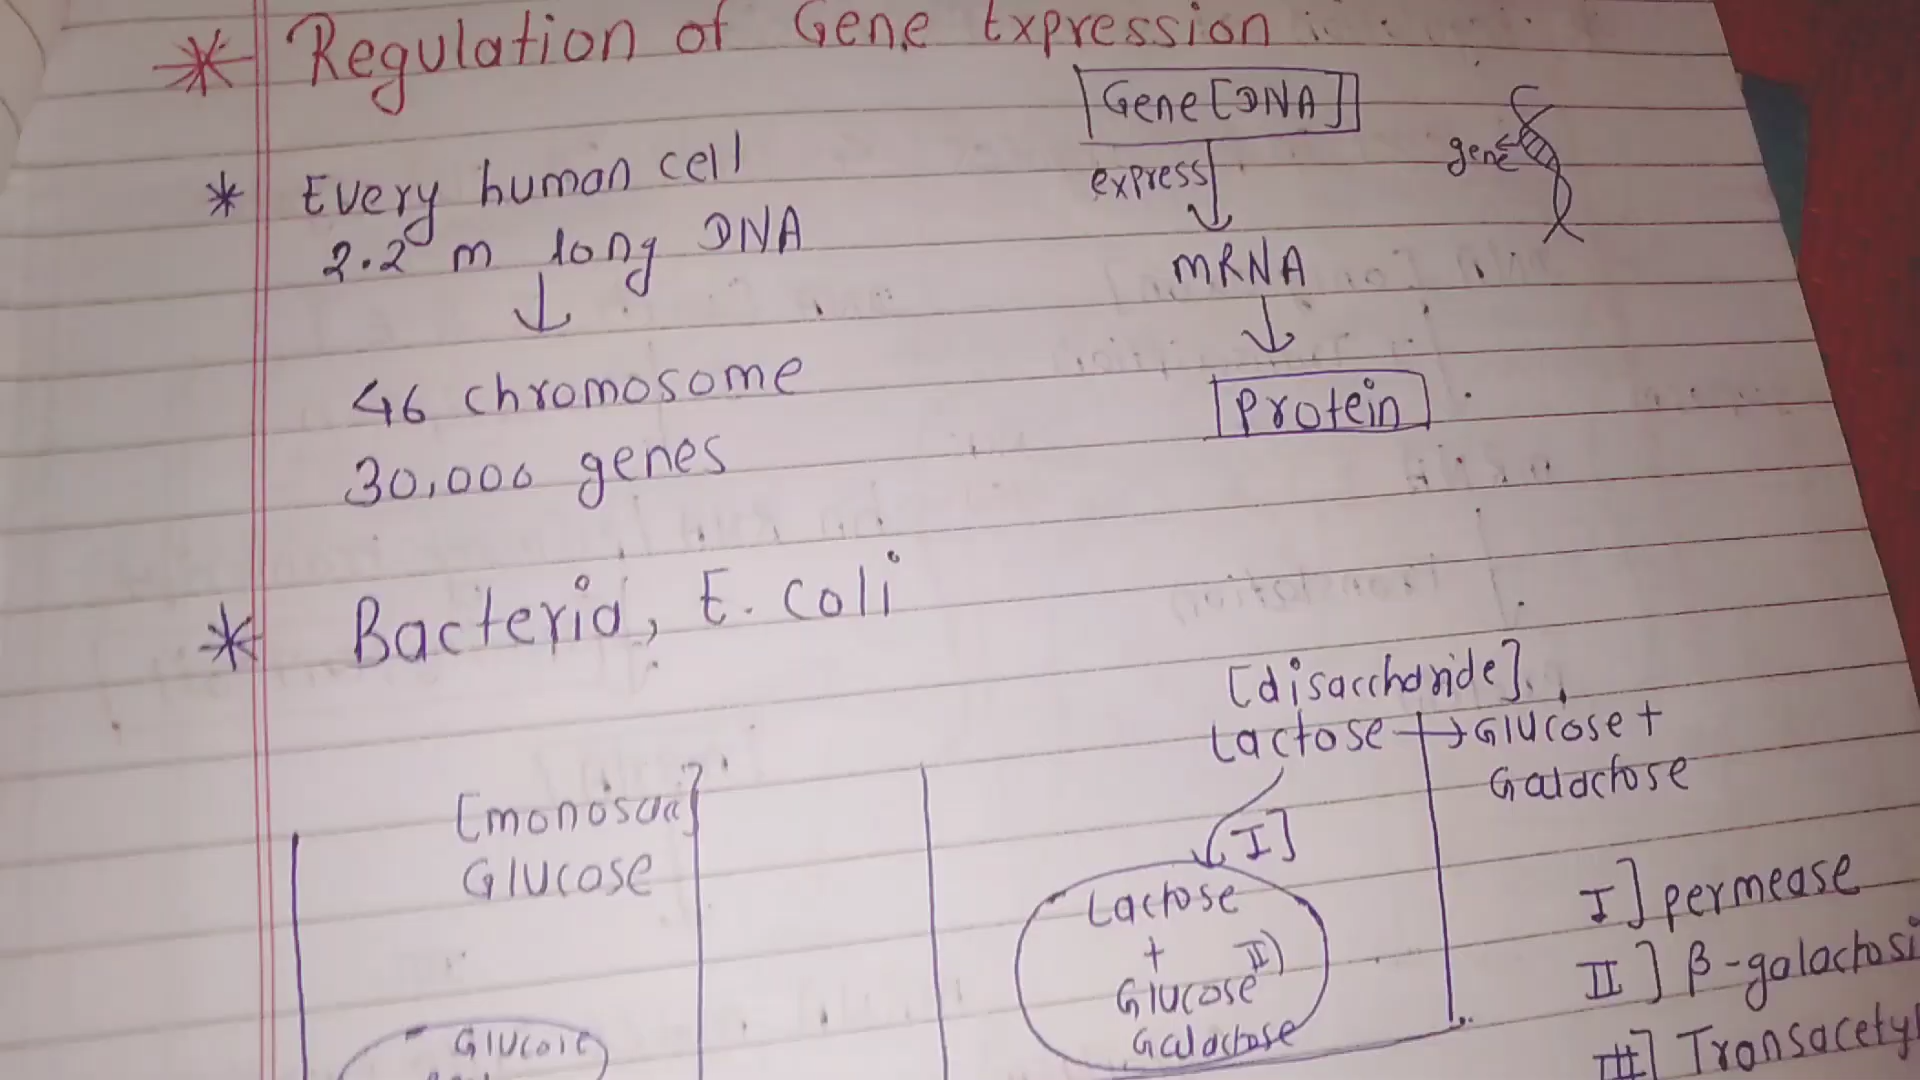 * Regulation of Gene Expression
Gene [DNA]
express
mRNA
Protein
gene
* Every human cell
2.2 m long DNA
46 chromosome
30,000 genes
* Bacteria, E. coli
[disaccharide]
Lactose → Glucose +
Galactose
[monosac]
Glucose
I]
Lactose
+ II)
Glucose
Galactose
I] permease
II] β-galactosi
III] Transacetyl
Glucose